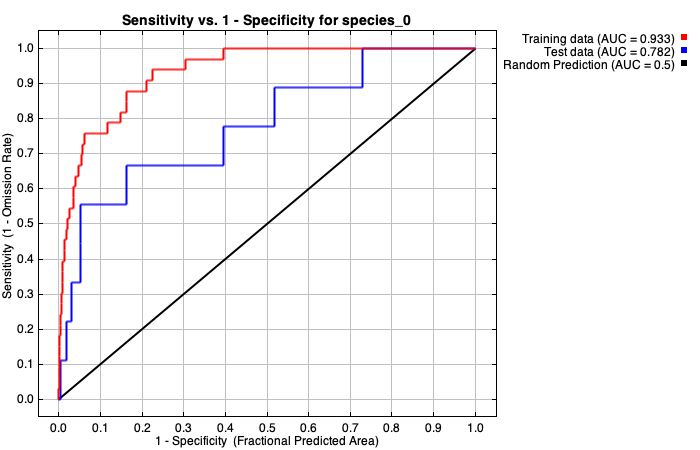 Sensitivity vs. 1 - Specificity for species_0
Training data (AUC = 0.933)
Test data (AUC = 0.782)
Random Prediction (AUC = 0.5)
Sensitivity (1 - Omission Rate)
1.0
0.9
0.8
0.7
0.6
0.5
0.4
0.3
0.2
0.1
0.0
0.0 0.1 0.2 0.3 0.4 0.5 0.6 0.7 0.8 0.9 1.0
1 - Specificity (Fractional Predicted Area)